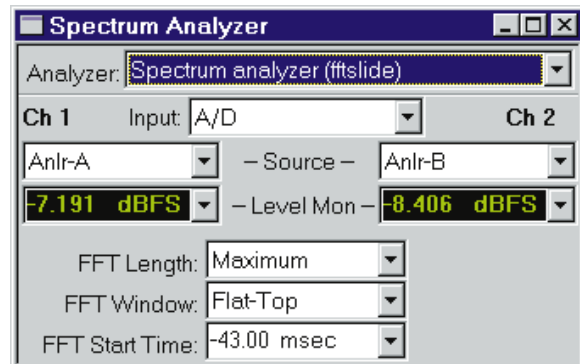 Spectrum Analyzer
Analyzer: Spectrum analyzer (fftslide)
Ch 1 Input: A/D Ch 2
Anlr-A – Source – Anlr-B
-7.191 dBFS – Level Mon – -8.406 dBFS
FFT Length: Maximum
FFT Window: Flat-Top
FFT Start Time: -43.00 msec